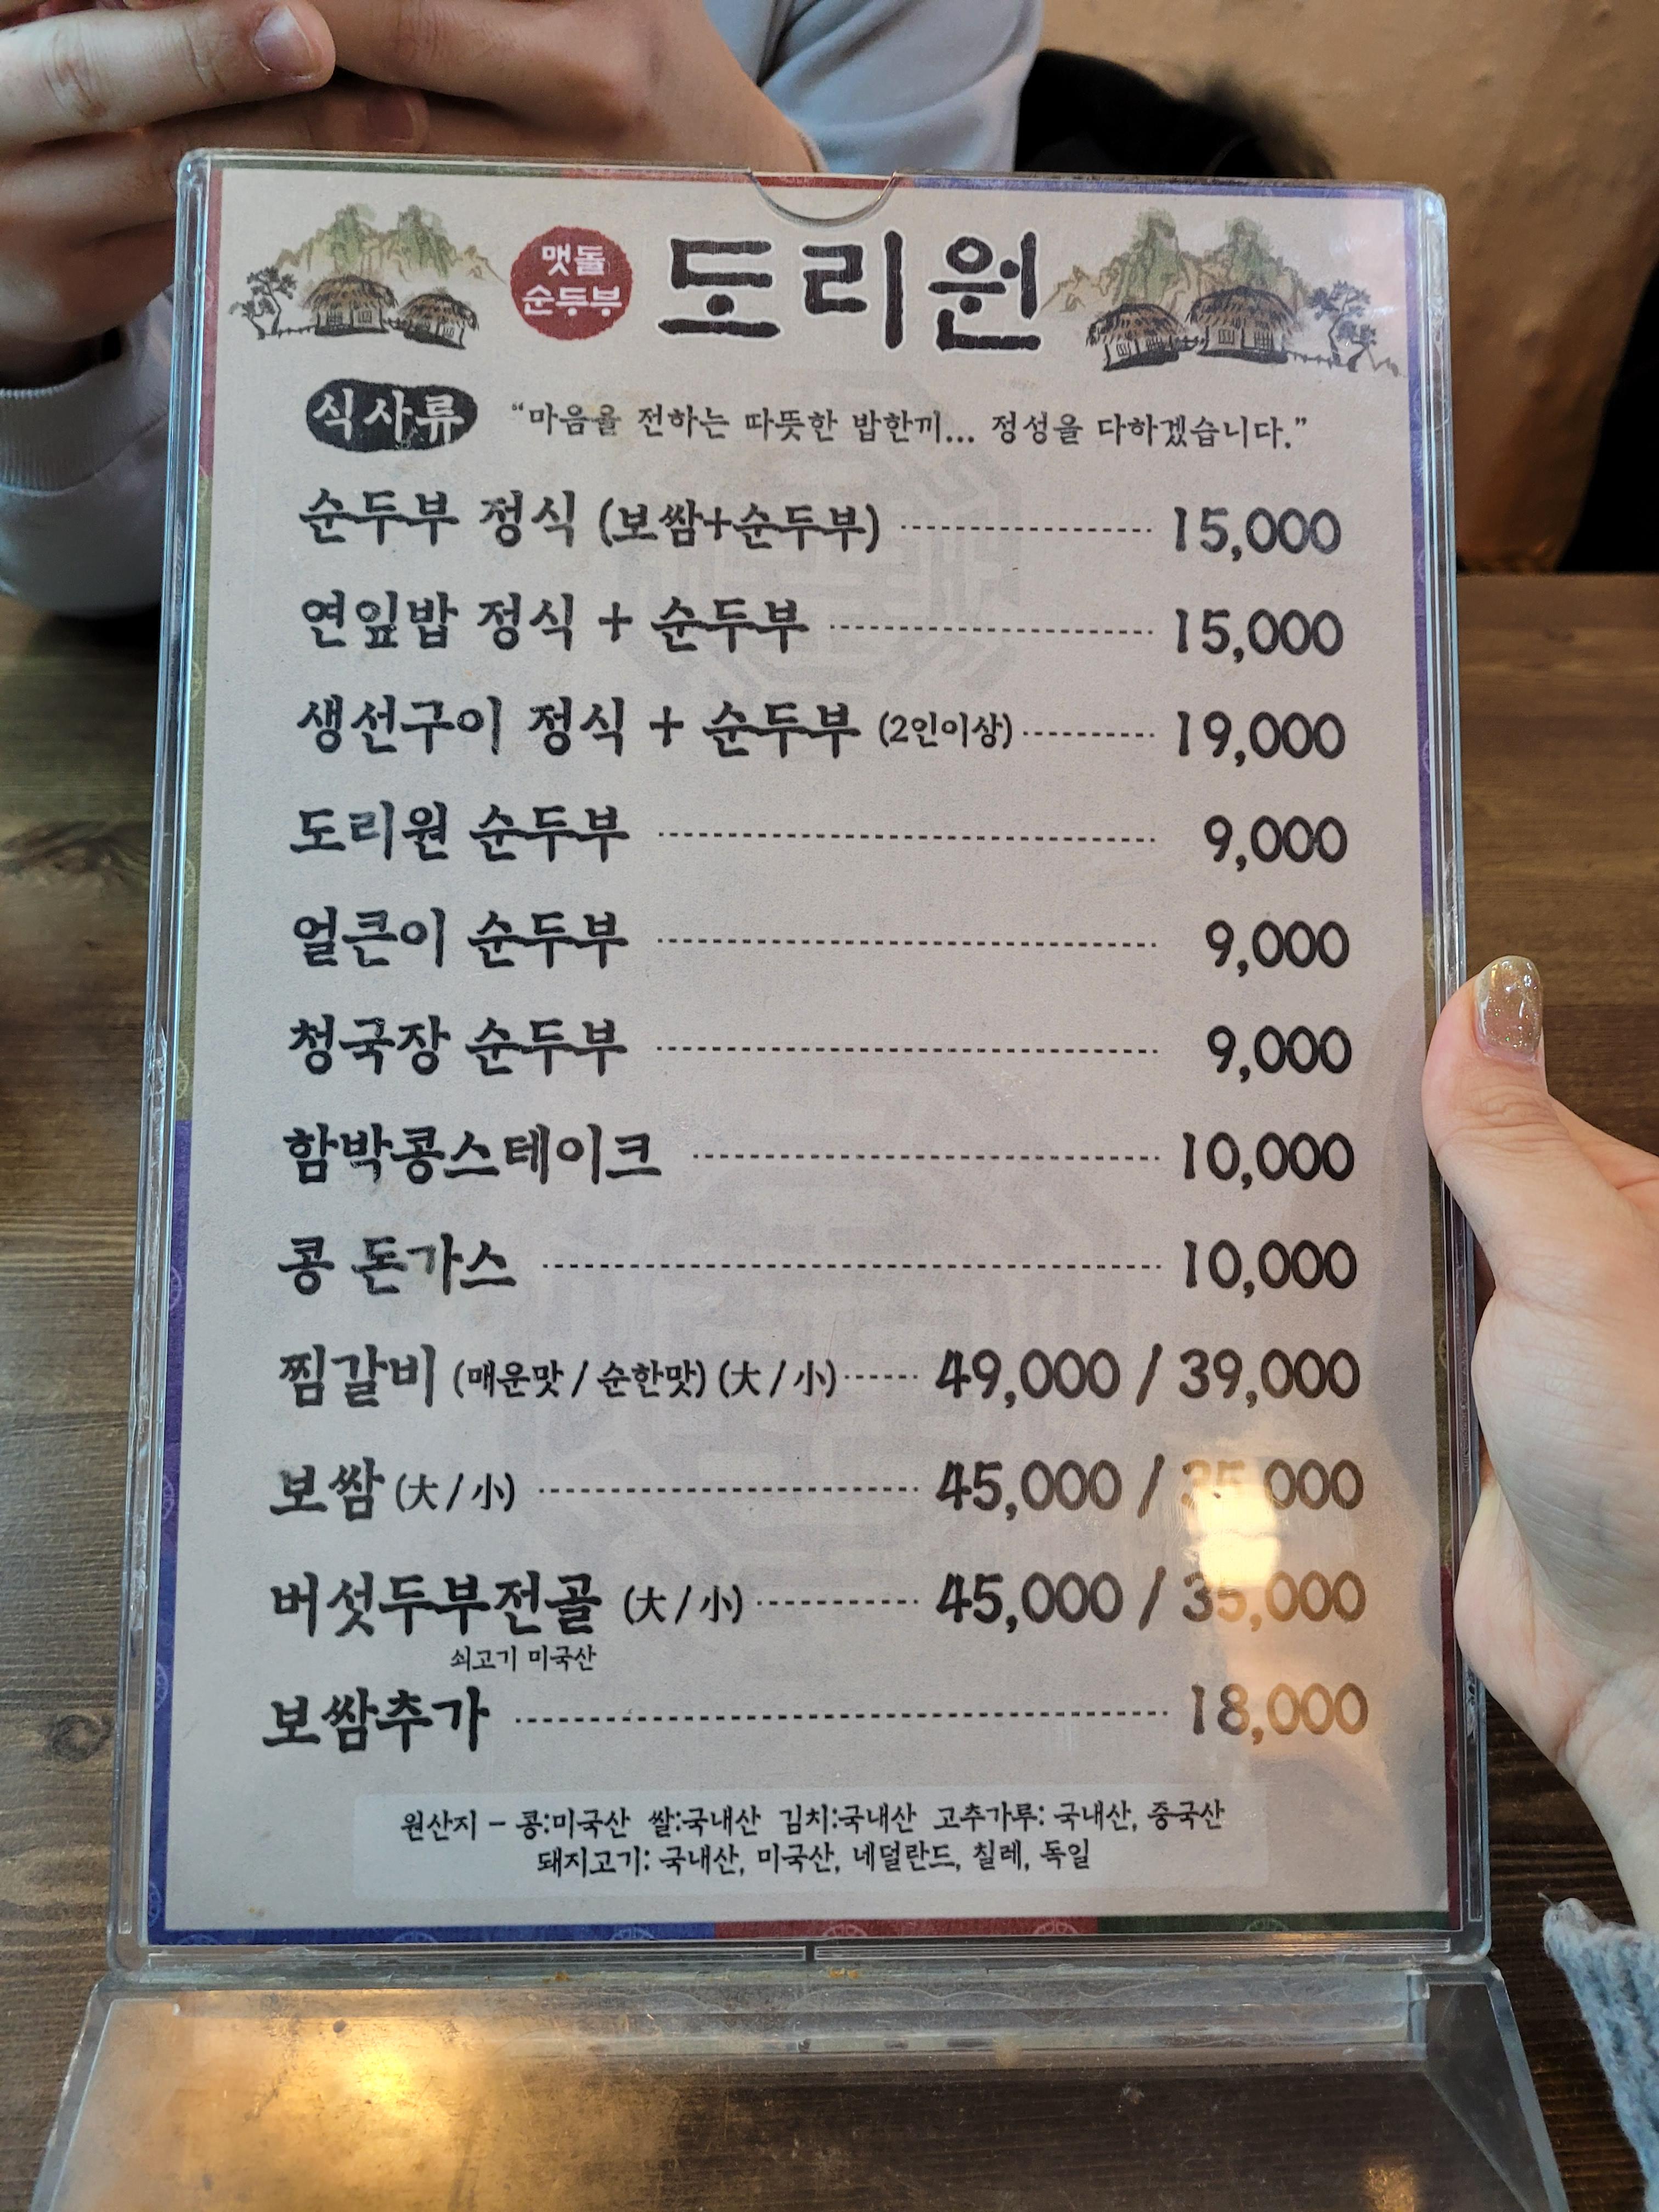 맷돌
순두부
도리원
식사류 “마음을 전하는 따뜻한 밥한끼... 정성을 다하겠습니다.”
순두부 정식 (보쌈+순두부) 15,000
연잎밥 정식 + 순두부 15,000
생선구이 정식 + 순두부 (2인이상) 19,000
도리원 순두부 9,000
얼큰이 순두부 9,000
청국장 순두부 9,000
함박콩스테이크 10,000
콩 돈가스 10,000
찜갈비 (매운맛 / 순한맛) (大 / 小) 49,000 / 39,000
보쌈 (大 / 小) 45,000 / 35,000
버섯두부전골 (大 / 小) 45,000 / 35,000
쇠고기 미국산
보쌈추가 18,000
원산지 - 콩:미국산 쌀:국내산 김치:국내산 고추가루: 국내산, 중국산
돼지고기: 국내산, 미국산, 네덜란드, 칠레, 독일